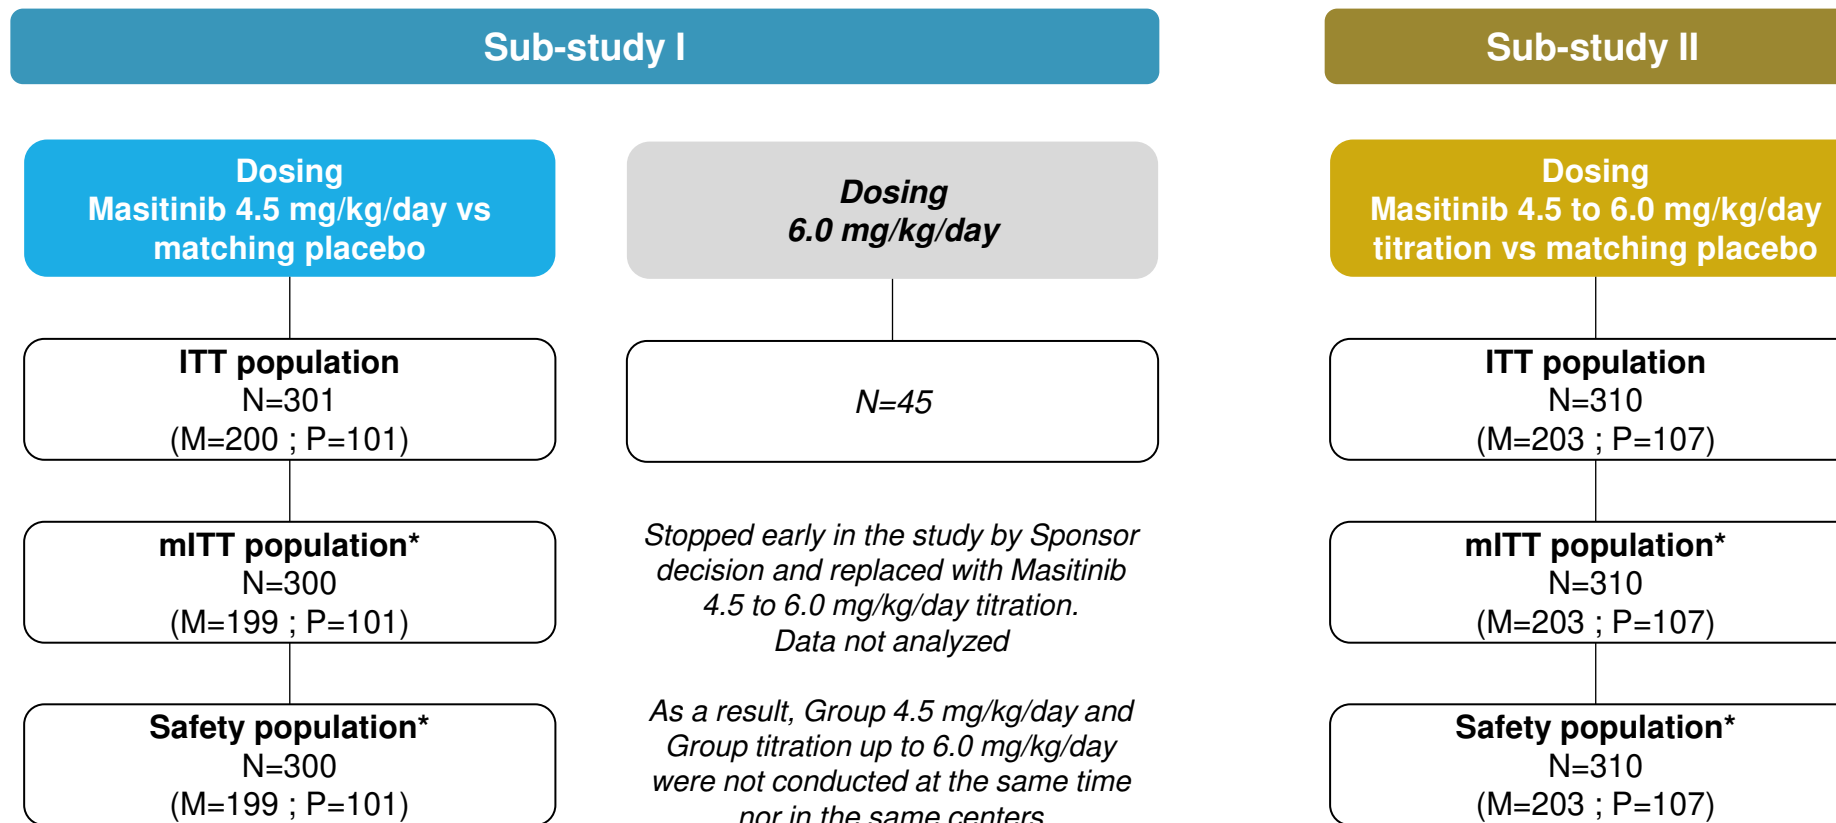 Sub-study I
Sub-study II
Dosing
Masitinib 4.5 mg/kg/day vs
matching placebo
Dosing
6.0 mg/kg/day
Dosing
Masitinib 4.5 to 6.0 mg/kg/day
titration vs matching placebo
ITT population
N=301
(M=200 ; P=101)
N=45
ITT population
N=310
(M=203 ; P=107)
mITT population*
N=300
(M=199 ; P=101)
Stopped early in the study by Sponsor
decision and replaced with Masitinib
4.5 to 6.0 mg/kg/day titration.
Data not analyzed
mITT population*
N=310
(M=203 ; P=107)
Safety population*
N=300
(M=199 ; P=101)
As a result, Group 4.5 mg/kg/day and
Group titration up to 6.0 mg/kg/day
were not conducted at the same time
nor in the same centers
Safety population*
N=310
(M=203 ; P=107)